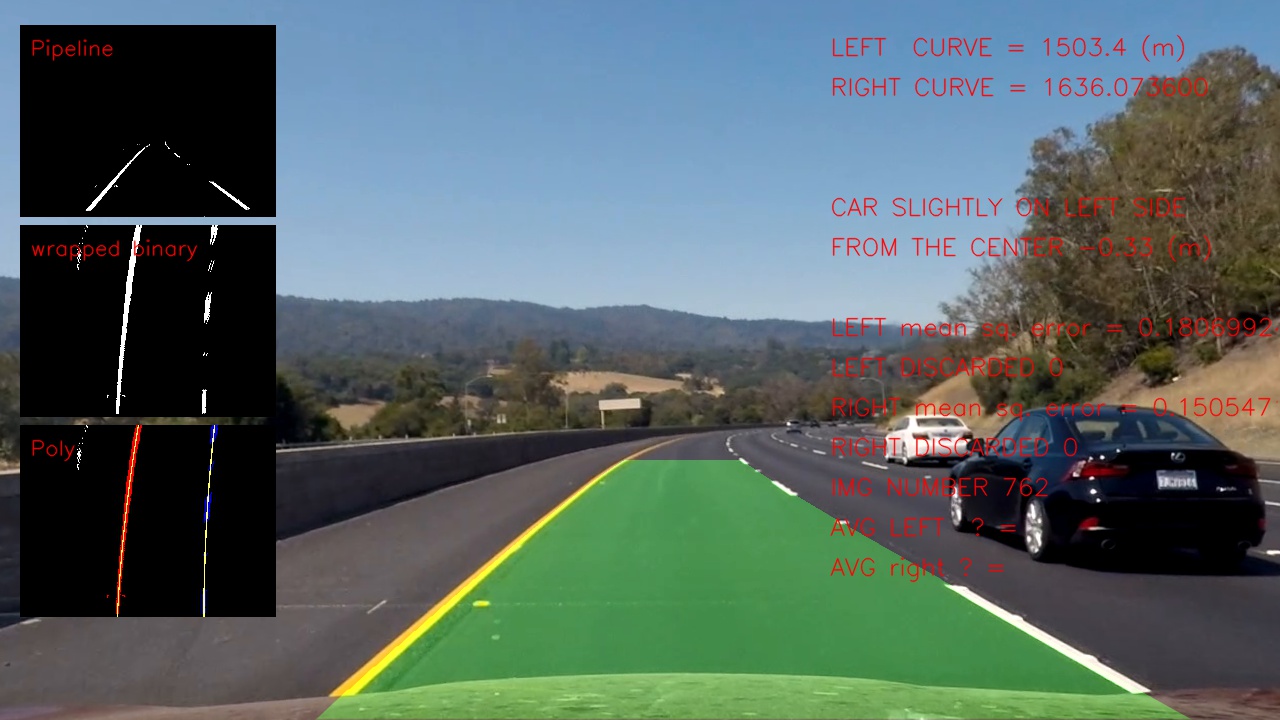 Pipeline
wrapped binary
Poly
LEFT CURVE = 1503.4 (m)
RIGHT CURVE = 1636.073600
CAR SLIGHTLY ON LEFT SIDE
FROM THE CENTER -0.33 (m)
LEFT mean sq. error = 0.1806992
LEFT DISCARDED 0
RIGHT mean sq. error = 0.150547
RIGHT DISCARDED 0
IMG NUMBER 762
AVG LEFT ? =
AVG right ? =